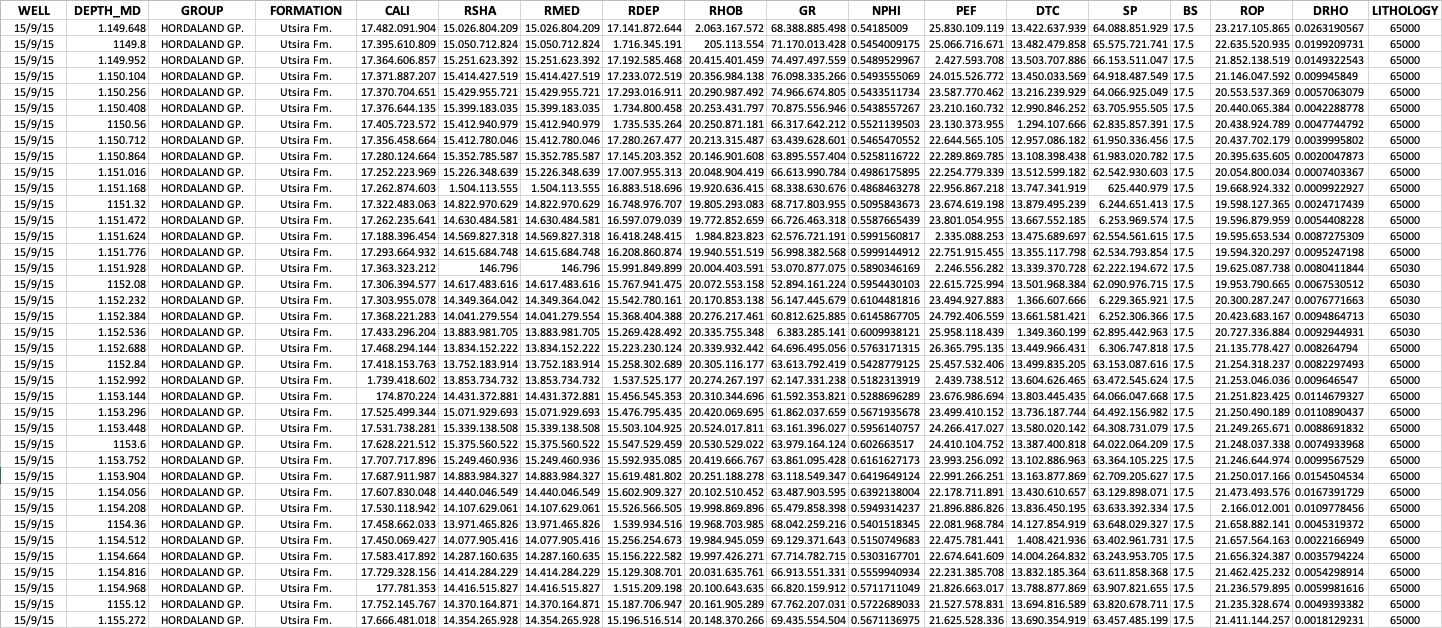 WELL DEPTH_MD GROUP FORMATION CALI RSHA RMED RDEP RHOB GR NPHI PEF DTC SP BS ROP DRHO LITHOLOGY
15/9/15 1.149.648 HORDALAND GP. Utsira Fm. 17.482.091.904 15.026.804.209 15.026.804.209 17.141.872.644 2.063.167.572 68.388.885.498 0.54185009 25.830.109.119 13.422.637.939 64.088.851.929 17.5 23.217.105.865 0.0263190567 65000
15/9/15 1149.8 HORDALAND GP. Utsira Fm. 17.395.610.809 15.050.712.824 15.050.712.824 1.716.345.191 205.113.554 71.170.013.428 0.5454009175 25.066.716.671 13.482.479.858 65.575.721.741 17.5 22.635.520.935 0.0199209731 65000
15/9/15 1.149.952 HORDALAND GP. Utsira Fm. 17.364.606.857 15.251.623.392 15.251.623.392 17.192.585.468 20.415.401.459 74.497.497.559 0.5489529967 2.427.593.708 13.503.707.886 66.153.511.047 17.5 21.852.138.519 0.0149322543 65000
15/9/15 1.150.104 HORDALAND GP. Utsira Fm. 17.371.887.207 15.414.427.519 15.414.427.519 17.233.072.519 20.356.984.138 76.098.335.266 0.5493555069 24.015.526.772 13.450.033.569 64.918.487.549 17.5 21.146.047.592 0.009945849 65000
15/9/15 1.150.256 HORDALAND GP. Utsira Fm. 17.370.704.651 15.429.955.721 15.429.955.721 17.293.016.911 20.290.987.492 74.966.674.805 0.5433511734 23.587.770.462 13.216.239.929 64.066.925.049 17.5 20.553.537.369 0.0057063079 65000
15/9/15 1.150.408 HORDALAND GP. Utsira Fm. 17.376.644.135 15.399.183.035 15.399.183.035 1.734.800.458 20.253.431.797 70.875.556.946 0.5438557267 23.210.160.732 12.990.846.252 63.705.955.505 17.5 20.440.065.384 0.0042288778 65000
15/9/15 1150.56 HORDALAND GP. Utsira Fm. 17.405.723.572 15.412.940.979 15.412.940.979 1.735.535.264 20.250.871.181 66.317.642.212 0.5521139503 23.130.373.955 1.294.107.666 62.835.857.391 17.5 20.438.924.789 0.0047744792 65000
15/9/15 1.150.712 HORDALAND GP. Utsira Fm. 17.356.458.664 15.412.780.046 15.412.780.046 17.280.267.477 20.213.315.487 63.439.628.601 0.5465470552 22.644.565.105 12.957.086.182 61.950.336.456 17.5 20.437.702.179 0.0039995802 65000
15/9/15 1.150.864 HORDALAND GP. Utsira Fm. 17.280.124.664 15.352.785.587 15.352.785.587 17.145.203.352 20.146.901.608 63.895.557.404 0.5258116722 22.289.869.785 13.108.398.438 61.983.020.782 17.5 20.395.635.605 0.0020047873 65000
15/9/15 1.151.016 HORDALAND GP. Utsira Fm. 17.252.223.969 15.226.348.639 15.226.348.639 17.007.955.313 20.048.904.419 66.613.990.784 0.4986175895 22.254.779.339 13.512.599.182 62.542.930.603 17.5 20.054.800.034 0.0007403367 65000
15/9/15 1.151.168 HORDALAND GP. Utsira Fm. 17.262.874.603 1.504.113.555 1.504.113.555 16.883.518.696 19.920.636.415 68.338.630.676 0.4868463278 22.956.867.218 13.747.341.919 625.440.979 17.5 19.668.924.332 0.0009922927 65000
15/9/15 1151.32 HORDALAND GP. Utsira Fm. 17.322.483.063 14.822.970.629 14.822.970.629 16.748.976.707 19.805.293.083 68.717.803.955 0.5095843673 23.674.619.198 13.879.495.239 6.244.651.413 17.5 19.598.127.365 0.0024717439 65000
15/9/15 1.151.472 HORDALAND GP. Utsira Fm. 17.262.235.641 14.630.484.581 14.630.484.581 16.597.079.039 19.772.852.659 66.726.463.318 0.5587665439 23.801.054.955 13.667.552.185 6.253.969.574 17.5 19.596.879.959 0.0054408228 65000
15/9/15 1.151.624 HORDALAND GP. Utsira Fm. 17.188.396.454 14.569.827.318 14.569.827.318 16.418.248.415 1.984.823.823 62.576.721.191 0.5991560817 2.335.088.253 13.475.689.697 62.554.561.615 17.5 19.595.653.534 0.0087275309 65000
15/9/15 1.151.776 HORDALAND GP. Utsira Fm. 17.293.664.932 14.615.684.748 14.615.684.748 16.208.860.874 19.940.551.519 56.998.382.568 0.5999144912 22.751.915.455 13.355.117.798 62.534.793.854 17.5 19.594.320.297 0.0095247198 65000
15/9/15 1.151.928 HORDALAND GP. Utsira Fm. 17.363.323.212 146.796 146.796 15.991.849.899 20.004.403.591 53.070.877.075 0.5890346169 2.246.556.282 13.339.370.728 62.222.194.672 17.5 19.625.087.738 0.0080411844 65030
15/9/15 1152.08 HORDALAND GP. Utsira Fm. 17.306.394.577 14.617.483.616 14.617.483.616 15.767.941.475 20.072.553.158 52.894.161.224 0.5954430103 22.615.725.994 13.501.968.384 62.090.976.715 17.5 19.953.790.665 0.0067530512 65030
15/9/15 1.152.232 HORDALAND GP. Utsira Fm. 17.303.955.078 14.349.364.042 14.349.364.042 15.542.780.161 20.170.853.138 56.147.445.679 0.6104481816 23.494.927.883 1.366.607.666 6.229.365.921 17.5 20.300.287.247 0.0076771663 65030
15/9/15 1.152.384 HORDALAND GP. Utsira Fm. 17.368.221.283 14.041.279.554 14.041.279.554 15.368.404.388 20.276.217.461 60.812.625.885 0.6145867705 24.792.406.559 13.661.581.421 6.252.306.366 17.5 20.423.683.167 0.0094864713 65030
15/9/15 1.152.536 HORDALAND GP. Utsira Fm. 17.433.296.204 13.883.981.705 13.883.981.705 15.269.428.492 20.335.755.348 6.383.285.141 0.6009938121 25.958.118.439 1.349.360.199 62.895.442.963 17.5 20.727.336.884 0.0092944931 65030
15/9/15 1.152.688 HORDALAND GP. Utsira Fm. 17.468.294.144 13.834.152.222 13.834.152.222 15.223.230.124 20.339.932.442 64.696.495.056 0.5763171315 26.365.795.135 13.449.966.431 6.306.747.818 17.5 21.135.778.427 0.008264794 65000
15/9/15 1152.84 HORDALAND GP. Utsira Fm. 17.418.153.763 13.752.183.914 13.752.183.914 15.258.302.689 20.305.116.177 63.613.792.419 0.5428779125 25.457.532.406 13.499.835.205 63.153.087.616 17.5 21.254.318.237 0.0082297493 65000
15/9/15 1.152.992 HORDALAND GP. Utsira Fm. 1.739.418.602 13.853.734.732 13.853.734.732 1.537.525.177 20.274.267.197 62.147.331.238 0.5182313919 2.439.738.512 13.604.626.465 63.472.545.624 17.5 21.253.046.036 0.009646547 65000
15/9/15 1.153.144 HORDALAND GP. Utsira Fm. 174.870.224 14.431.372.881 14.431.372.881 15.456.545.353 20.310.344.696 61.592.353.821 0.5288696289 23.676.986.694 13.803.445.435 64.066.047.668 17.5 21.251.823.425 0.0114679327 65000
15/9/15 1.153.296 HORDALAND GP. Utsira Fm. 17.525.499.344 15.071.929.693 15.071.929.693 15.476.795.435 20.420.069.695 61.862.037.659 0.5671935678 23.499.410.152 13.736.187.744 64.492.156.982 17.5 21.250.490.189 0.0110890437 65000
15/9/15 1.153.448 HORDALAND GP. Utsira Fm. 17.531.738.281 15.339.138.508 15.339.138.508 15.503.104.925 20.524.017.811 63.161.396.027 0.5956140757 24.266.417.027 13.580.020.142 64.308.731.079 17.5 21.249.265.671 0.0088691832 65000
15/9/15 1153.6 HORDALAND GP. Utsira Fm. 17.628.221.512 15.375.560.522 15.375.560.522 15.547.529.459 20.530.529.022 63.979.164.124 0.602663517 24.410.104.752 13.387.400.818 64.022.064.209 17.5 21.248.037.338 0.0074933968 65000
15/9/15 1.153.752 HORDALAND GP. Utsira Fm. 17.707.717.896 15.249.460.936 15.249.460.936 15.592.935.085 20.419.666.767 63.861.095.428 0.6161627173 23.993.256.092 13.102.886.963 63.364.105.225 17.5 21.246.644.974 0.0099567529 65000
15/9/15 1.153.904 HORDALAND GP. Utsira Fm. 17.687.911.987 14.883.984.327 14.883.984.327 15.619.481.802 20.251.188.278 63.118.549.347 0.6419649124 22.991.266.251 13.163.877.869 62.709.205.627 17.5 21.250.017.166 0.0154504534 65000
15/9/15 1.154.056 HORDALAND GP. Utsira Fm. 17.607.830.048 14.440.046.549 14.440.046.549 15.602.909.327 20.102.510.452 63.487.903.595 0.6392138004 22.178.711.891 13.430.610.657 63.129.898.071 17.5 21.473.493.576 0.0167391729 65000
15/9/15 1.154.208 HORDALAND GP. Utsira Fm. 17.530.118.942 14.107.629.061 14.107.629.061 15.526.566.505 19.998.869.896 65.479.858.398 0.5949314237 21.896.886.826 13.836.450.195 63.633.392.334 17.5 2.166.012.001 0.0109778456 65000
15/9/15 1154.36 HORDALAND GP. Utsira Fm. 17.458.662.033 13.971.465.826 13.971.465.826 1.539.934.516 19.968.703.985 68.042.259.216 0.5401518345 22.081.968.784 14.127.854.919 63.648.029.327 17.5 21.658.882.141 0.0045319372 65000
15/9/15 1.154.512 HORDALAND GP. Utsira Fm. 17.450.069.427 14.077.905.416 14.077.905.416 15.256.254.673 19.984.945.059 69.129.371.643 0.5150749683 22.475.781.441 1.408.421.936 63.402.961.731 17.5 21.657.564.163 0.0022166949 65000
15/9/15 1.154.664 HORDALAND GP. Utsira Fm. 17.583.417.892 14.287.160.635 14.287.160.635 15.156.222.582 19.997.426.271 67.714.782.715 0.5303167701 22.674.641.609 14.004.264.832 63.243.953.705 17.5 21.656.324.387 0.0035794224 65000
15/9/15 1.154.816 HORDALAND GP. Utsira Fm. 17.729.328.156 14.414.284.229 14.414.284.229 15.129.308.701 20.031.635.761 66.913.551.331 0.5559940934 22.231.385.708 13.832.185.364 63.611.858.368 17.5 21.462.425.232 0.0054298914 65000
15/9/15 1.154.968 HORDALAND GP. Utsira Fm. 177.781.353 14.416.515.827 14.416.515.827 1.515.209.198 20.100.643.635 66.820.159.912 0.5711711049 21.826.663.017 13.788.877.869 63.907.821.655 17.5 21.236.579.895 0.0059981616 65000
15/9/15 1155.12 HORDALAND GP. Utsira Fm. 17.752.145.767 14.370.164.871 14.370.164.871 15.187.706.947 20.161.905.289 67.762.207.031 0.5722689033 21.527.578.831 13.694.816.589 63.820.678.711 17.5 21.235.328.674 0.0049393382 65000
15/9/15 1.155.272 HORDALAND GP. Utsira Fm. 17.666.481.018 14.354.265.928 14.354.265.928 15.196.516.514 20.148.370.266 69.435.554.504 0.5671136975 21.625.528.336 13.690.354.919 63.457.485.199 17.5 21.411.144.257 0.0018129231 65000